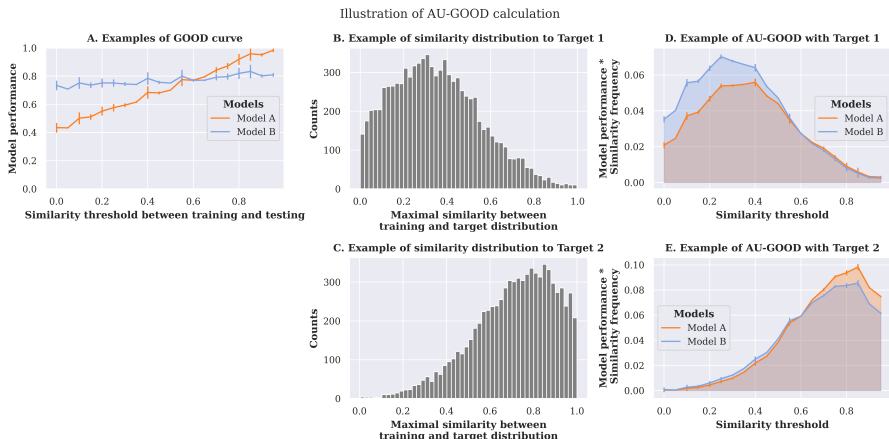 Illustration of AU-GOOD calculation
A. Examples of GOOD curve
Model performance
1.0
0.8
0.6
0.4
0.2
0.0
Models
Model A
Model B
0.0 0.2 0.4 0.6 0.8
Similarity threshold between training and testing
B. Example of similarity distribution to Target 1
Counts
300
200
100
0
0.0 0.2 0.4 0.6 0.8 1.0
Maximal similarity between
training and target distribution
D. Example of AU-GOOD with Target 1
Model performance *
Similarity frequency
0.06
0.04
0.02
0.00
Models
Model A
Model B
0.0 0.2 0.4 0.6 0.8
Similarity threshold
C. Example of similarity distribution to Target 2
Counts
300
200
100
0
0.0 0.2 0.4 0.6 0.8 1.0
Maximal similarity between
training and target distribution
E. Example of AU-GOOD with Target 2
Model performance *
Similarity frequency
0.10
0.08
0.06
0.04
0.02
0.00
Models
Model A
Model B
0.0 0.2 0.4 0.6 0.8
Similarity threshold